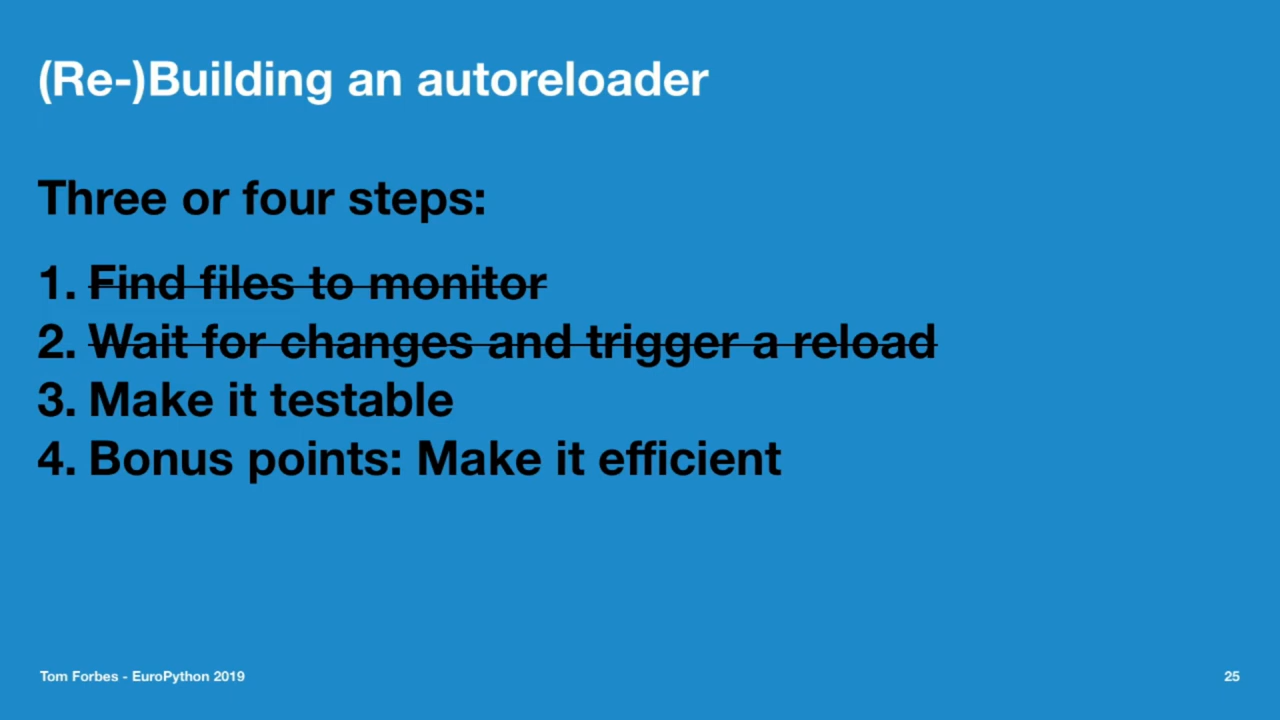 (Re-)Building an autoreloader
Three or four steps:
1. Find files to monitor
2. Wait for changes and trigger a reload
3. Make it testable
4. Bonus points: Make it efficient
Tom Forbes - EuroPython 2019
25